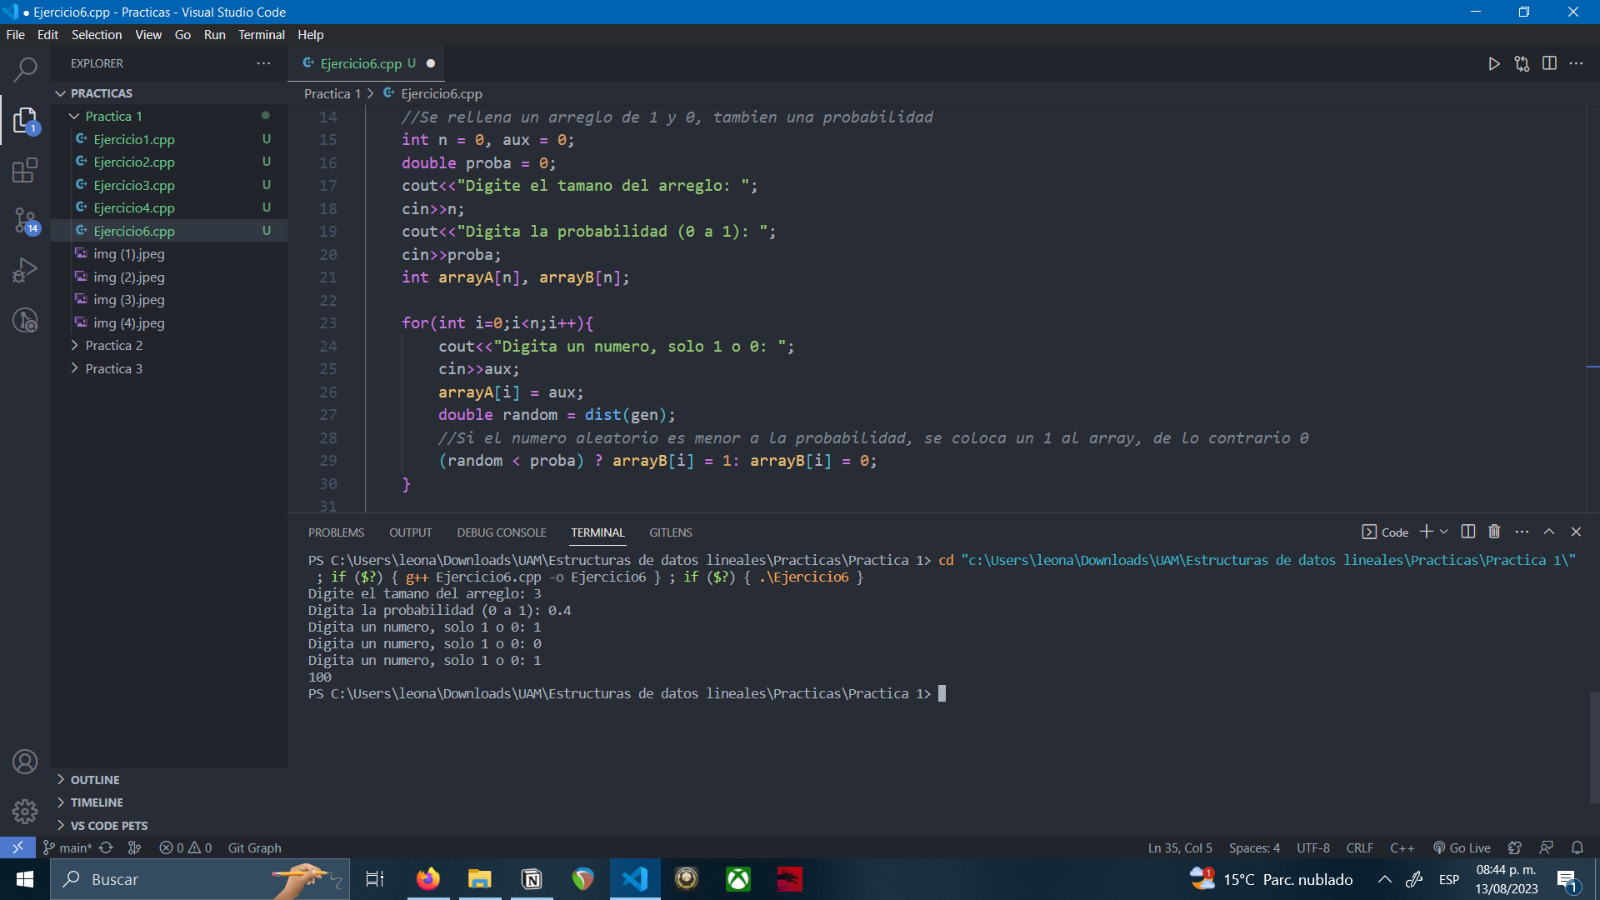 Ejercicio6.cpp - Practicas - Visual Studio Code
File Edit Selection View Go Run Terminal Help
EXPLORER
PRACTICAS
Practica 1
Ejercicio1.cpp U
Ejercicio2.cpp U
Ejercicio3.cpp U
Ejercicio4.cpp U
Ejercicio6.cpp U
img (1).jpeg
img (2).jpeg
img (3).jpeg
img (4).jpeg
Practica 2
Practica 3
OUTLINE
TIMELINE
VS CODE PETS
1
14
Ejercicio6.cpp U
Practica 1 > Ejercicio6.cpp
14 //Se rellena un arreglo de 1 y 0, tambien una probabilidad
15 int n = 0, aux = 0;
16 double proba = 0;
17 cout<<"Digite el tamano del arreglo: ";
18 cin>>n;
19 cout<<"Digita la probabilidad (0 a 1): ";
20 cin>>proba;
21 int arrayA[n], arrayB[n];
22
23 for(int i=0;i<n;i++){
24 cout<<"Digita un numero, solo 1 o 0: ";
25 cin>>aux;
26 arrayA[i] = aux;
27 double random = dist(gen);
28 //Si el numero aleatorio es menor a la probabilidad, se coloca un 1 al array, de lo contrario 0
29 (random < proba) ? arrayB[i] = 1: arrayB[i] = 0;
30 }
31
PROBLEMS OUTPUT DEBUG CONSOLE TERMINAL GITLENS Code
PS C:\Users\leona\Downloads\UAM\Estructuras de datos lineales\Practicas\Practica 1> cd "c:\Users\leona\Downloads\UAM\Estructuras de datos lineales\Practicas\Practica 1\"
; if ($?) { g++ Ejercicio6.cpp -o Ejercicio6 } ; if ($?) { .\Ejercicio6 }
Digite el tamano del arreglo: 3
Digita la probabilidad (0 a 1): 0.4
Digita un numero, solo 1 o 0: 1
Digita un numero, solo 1 o 0: 0
Digita un numero, solo 1 o 0: 1
100
PS C:\Users\leona\Downloads\UAM\Estructuras de datos lineales\Practicas\Practica 1>
main* 0 0 Git Graph Ln 35, Col 5 Spaces: 4 UTF-8 CRLF C++ Go Live
Buscar 1 15°C Parc. nublado ESP 08:44 p. m.
13/08/2023 1